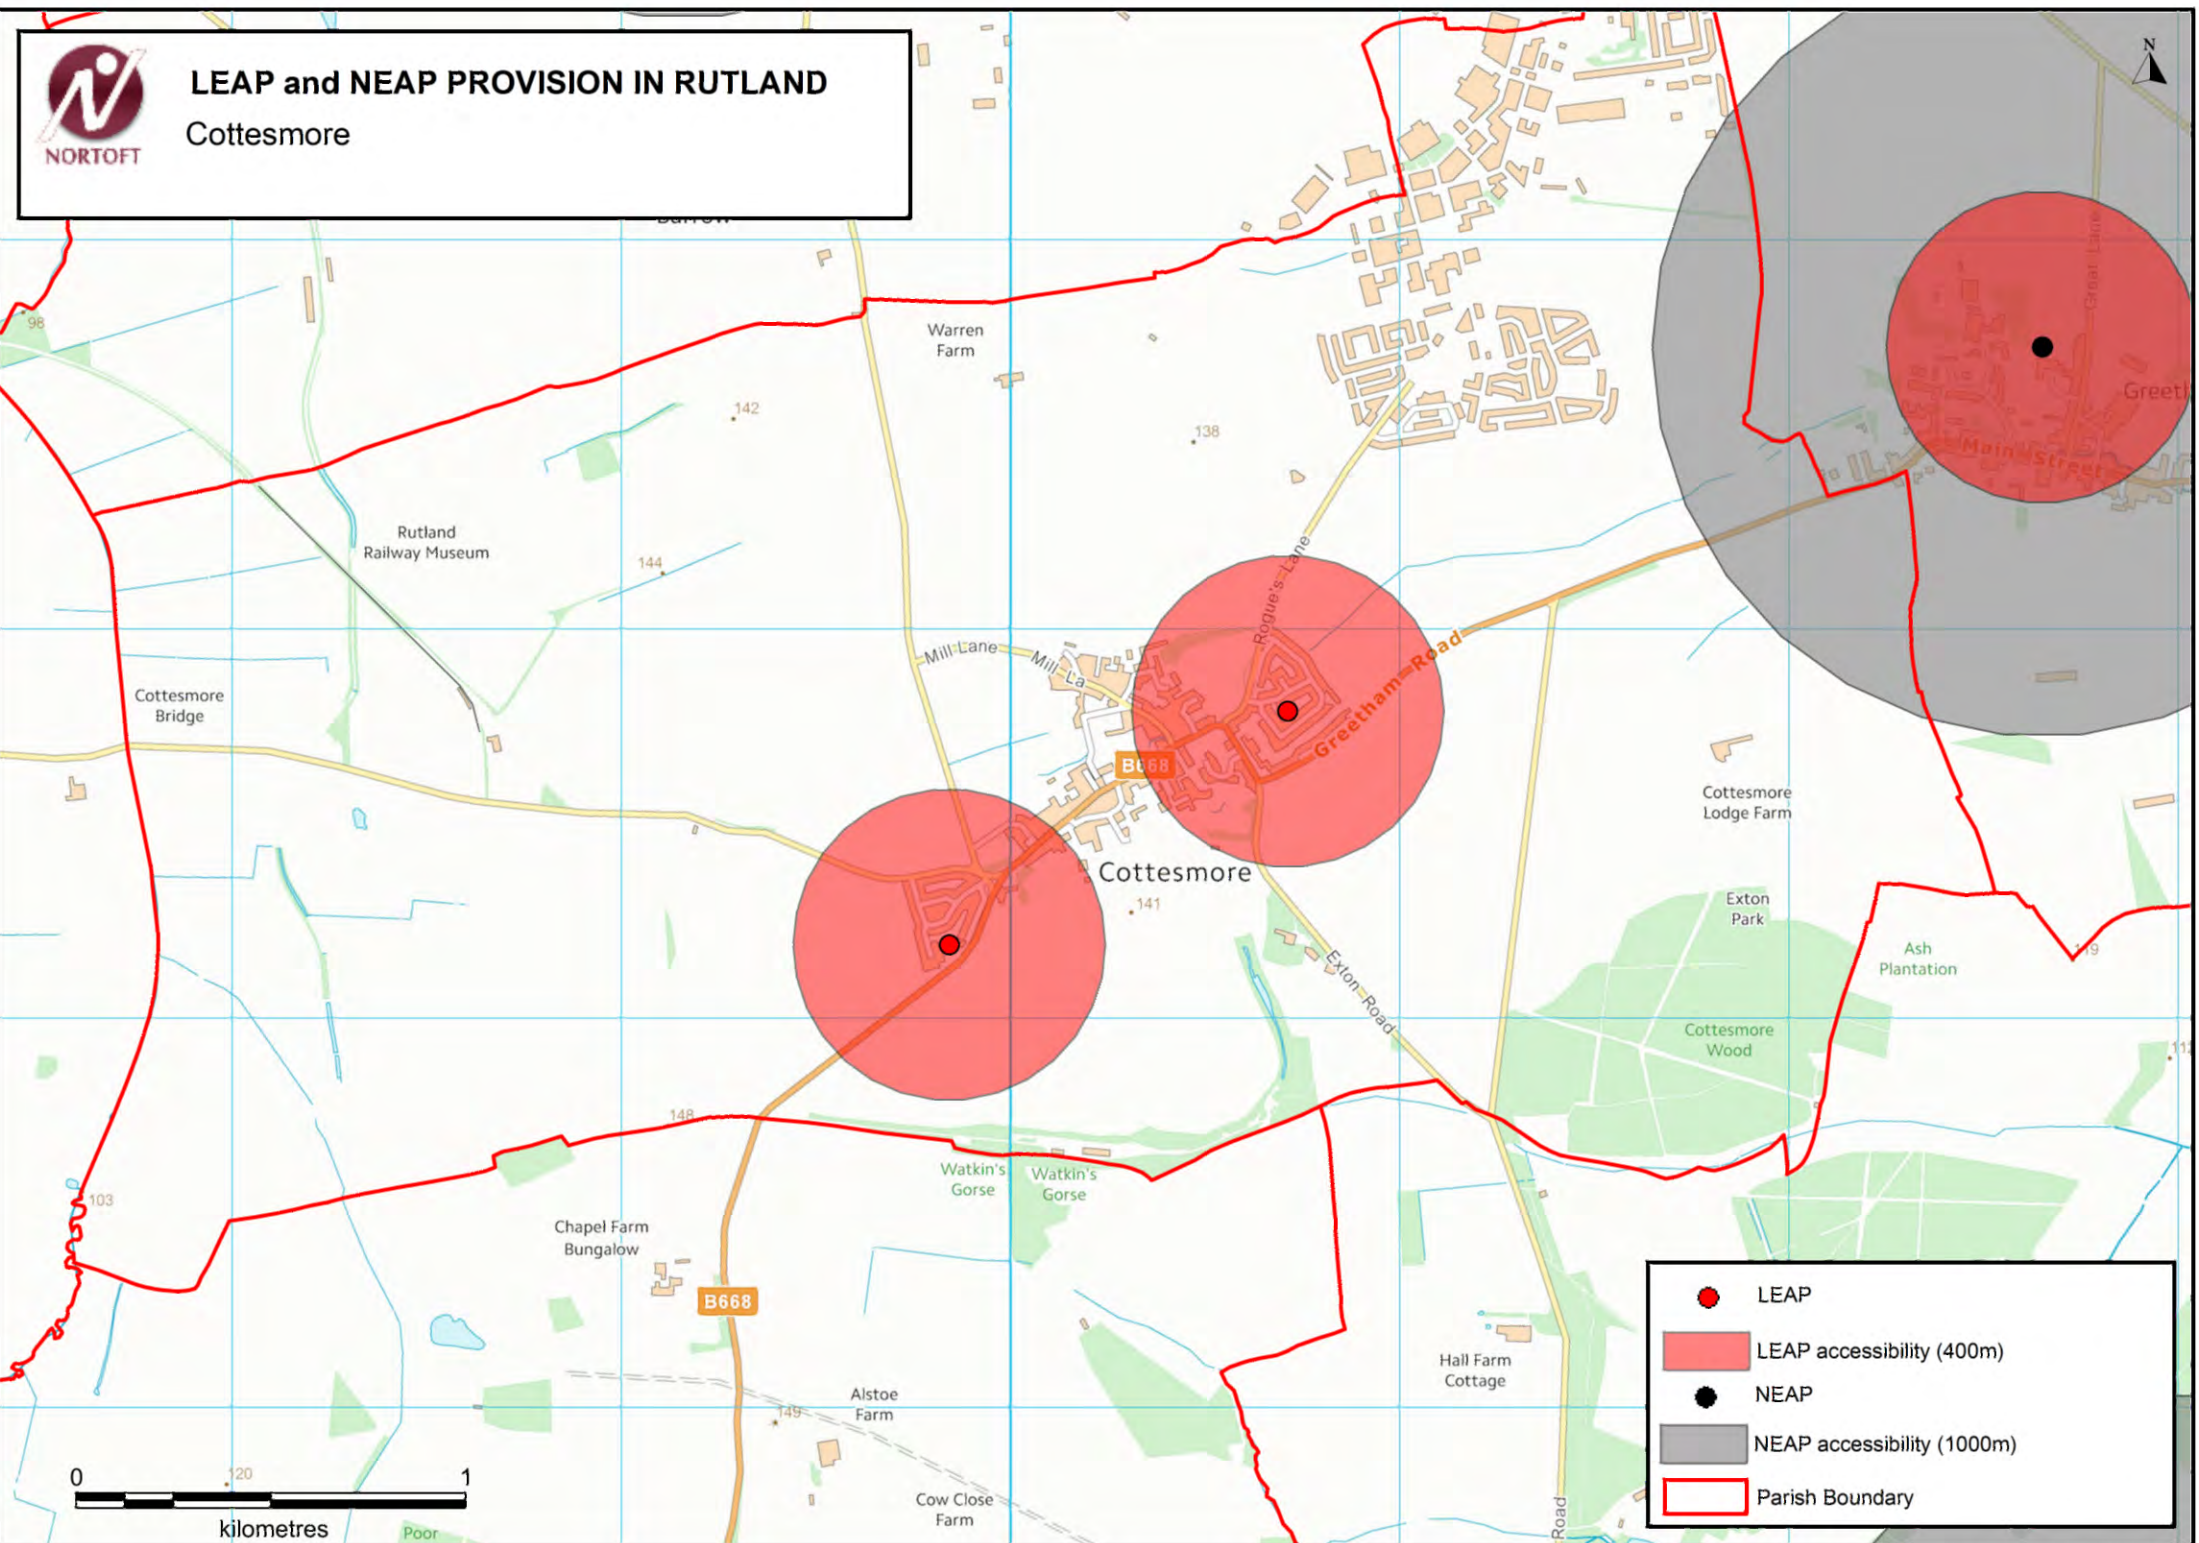 LEAP and NEAP PROVISION IN RUTLAND
Cottesmore
NORTOFT
N
98
Warren
Farm
142
138
Great Lane
Main Street
Rutland
Railway Museum
144
Rogue's Lane
Mill Lane
Mill La
Greetham Road
Cottesmore
Bridge
B668
Cottesmore
Lodge Farm
Cottesmore
141
Exton
Park
Ash
Plantation
119
Exton Road
Cottesmore
Wood
148
103
Watkin's
Gorse
Watkin's
Gorse
Chapel Farm
Bungalow
B668
Hall Farm
Cottage
Alstoe
Farm
149
120
Cow Close
Farm
Poor
Road
0 1
kilometres
LEAP
LEAP accessibility (400m)
NEAP
NEAP accessibility (1000m)
Parish Boundary